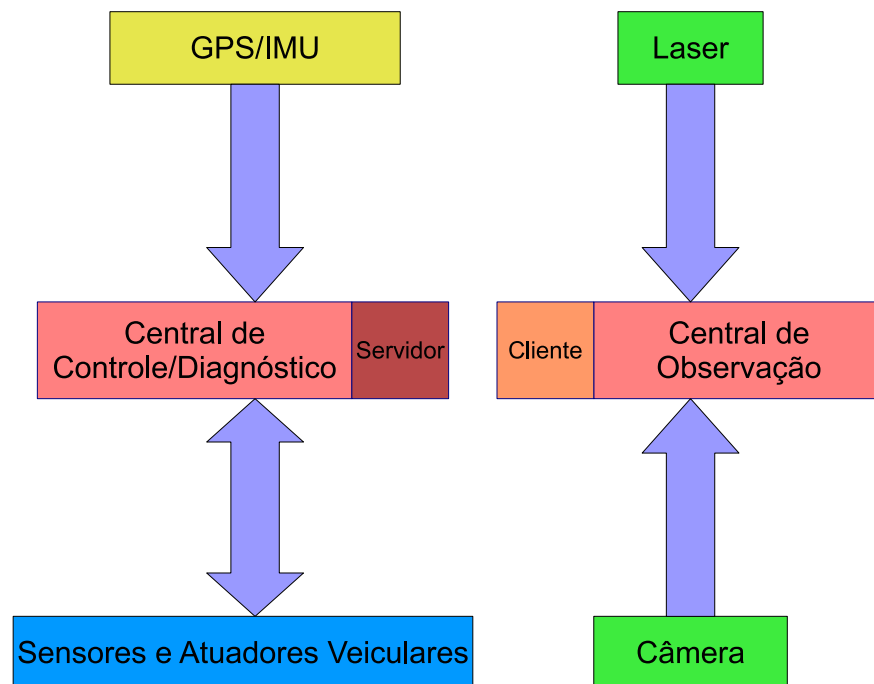 GPS/IMU
Laser
Central de
Controle/Diagnóstico
Servidor
Cliente
Central de
Observação
Sensores e Atuadores Veiculares
Câmera